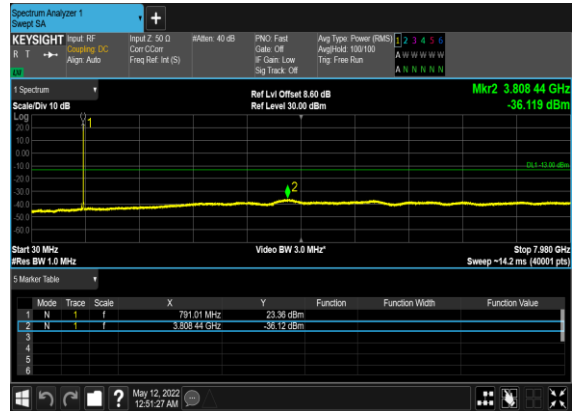 Spectrum Analyzer 1
Swept SA
+
KEYSIGHT Input: RF Input Z: 50 Ω #Atten: 40 dB PNO: Fast Avg Type: Power (RMS) 1 2 3 4 5 6
R T Coupling: DC Corr CCorr Gate: Off Avg|Hold: 100/100 A W W W W W
Align: Auto Freq Ref: Int (S) IF Gain: Low Trig: Free Run
Sig Track: Off A N N N N N
1 Spectrum Ref Lvl Offset 8.60 dB Mkr2 3.808 44 GHz
Scale/Div 10 dB Ref Level 30.00 dBm -36.119 dBm
Log
20.0
1
10.0
0.00
-10.0
DL1 -13.00 dBm
-20.0
-30.0
2
-40.0
-50.0
-60.0
Start 30 MHz Video BW 3.0 MHz* Stop 7.980 GHz
#Res BW 1.0 MHz Sweep ~14.2 ms (40001 pts)
5 Marker Table
Mode Trace Scale X Y Function Function Width Function Value
1 N 1 f 791.01 MHz 23.36 dBm
2 N 1 f 3.808 44 GHz -36.12 dBm
3
4
5
6
? May 12, 2022
12:51:27 AM